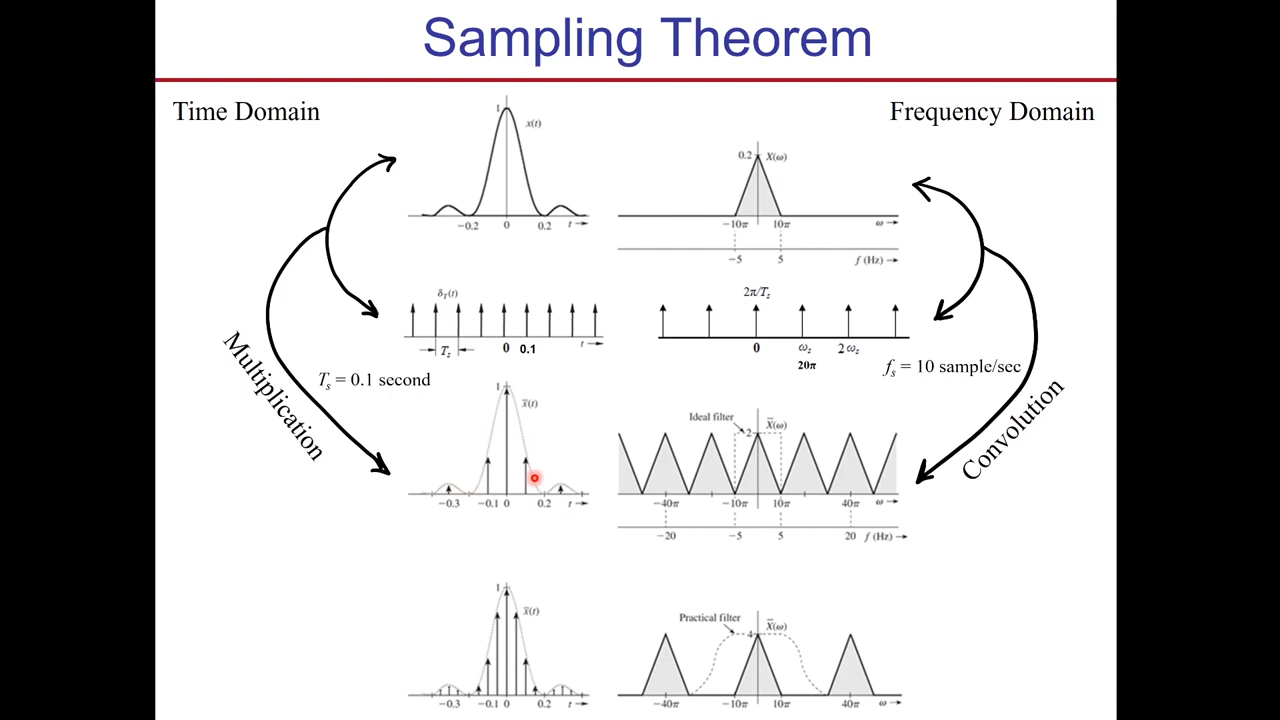 Sampling Theorem
Time Domain
Frequency Domain
1
x(t)
−0.2 0 0.2 t
0.2 X(ω)
−10π 10π ω
−5 5 f (Hz)
δT(t)
Ts
0 0.1 t
2π/Ts
0 ωs 2 ωs
20π
Ts = 0.1 second
fs = 10 sample/sec
Multiplication
Convolution
1
x̅(t)
−0.3 −0.1 0 0.2 t
Ideal filter
2 X̅(ω)
−40π −10π 10π 40π ω
−20 −5 5 20 f (Hz)
1
x̅(t)
−0.3 −0.1 0 0.2 t
Practical filter
4 X̅(ω)
−40π −10π 10π 40π ω